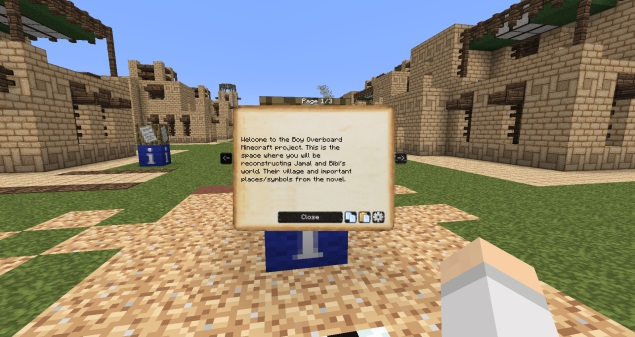 Page 1/3
Welcome to the Boy Overboard
Minecraft project. This is the
space where you will be
reconstructing Jamal and Bibi's
world. Their village and important
places/symbols from the novel.
Close
i
i